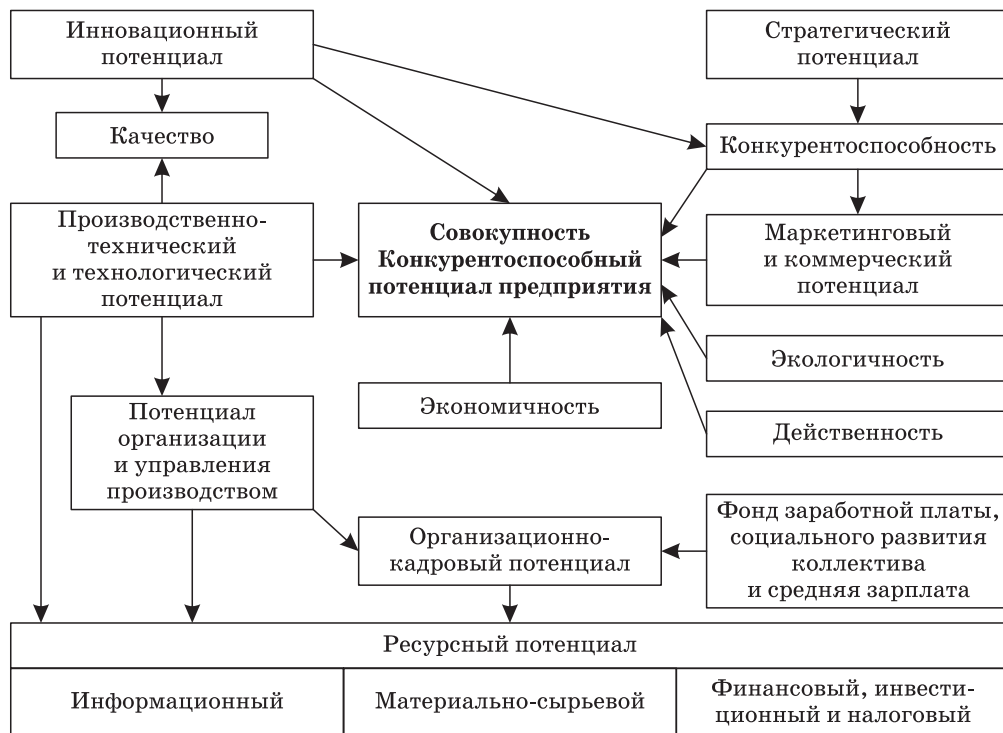 Инновационный
потенциал
Стратегический
потенциал
Качество
Конкурентоспособность
Производственно-
технический
и технологический
потенциал
Совокупность
Конкурентоспособный
потенциал предприятия
Маркетинговый
и коммерческий
потенциал
Экологичность
Экономичность
Действенность
Потенциал
организации
и управления
производством
Организационно-
кадровый потенциал
Фонд заработной платы,
социального развития
коллектива
и средняя зарплата
Ресурсный потенциал
Информационный
Материально-сырьевой
Финансовый, инвести-
ционный и налоговый